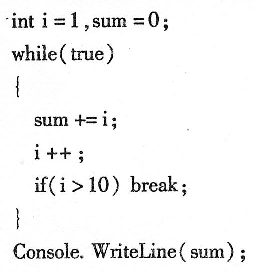 int i = 1 ,sum = 0 ;
while( true)
{
sum += i;
i ++ ;
if( i > 10) break;
}
Console. WriteLine( sum) ;